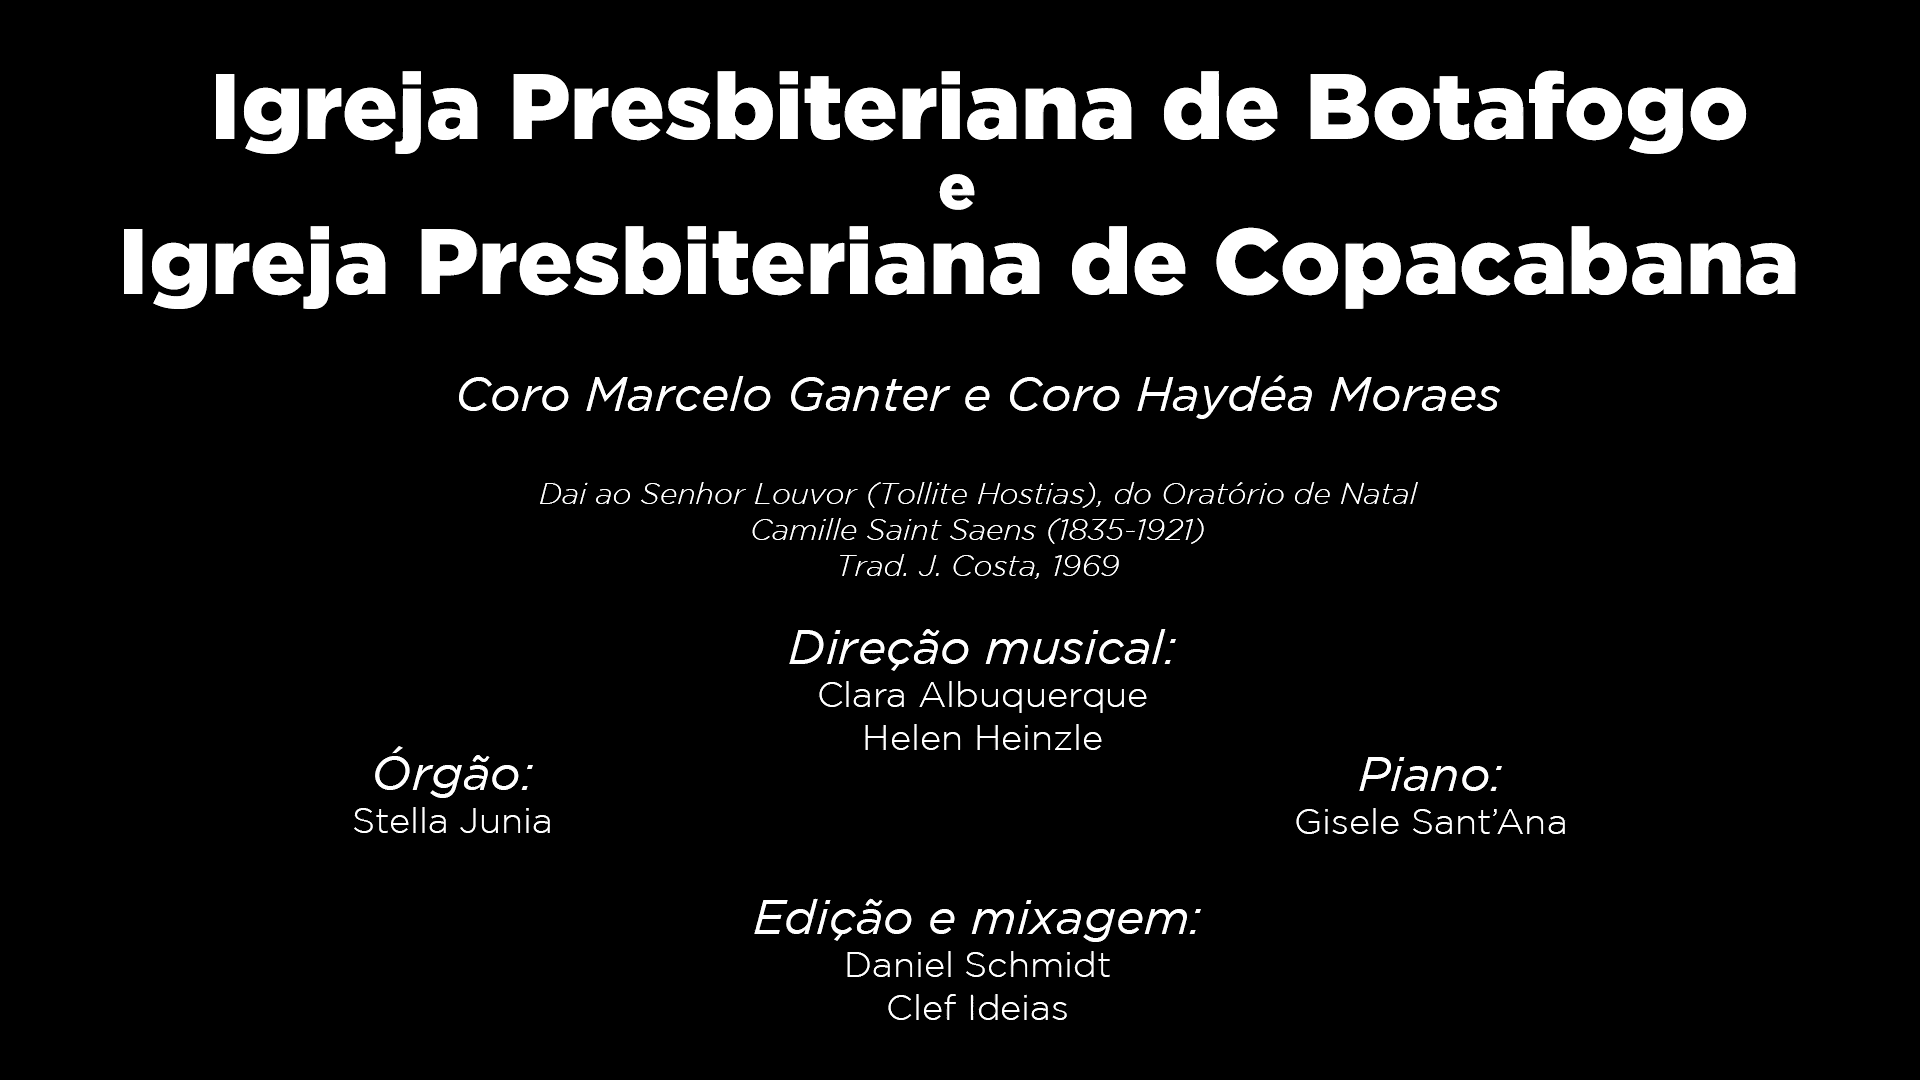 Igreja Presbiteriana de Botafogo
e
Igreja Presbiteriana de Copacabana
Coro Marcelo Ganter e Coro Haydéa Moraes
Dai ao Senhor Louvor (Tollite Hostias), do Oratório de Natal
Camille Saint Saens (1835-1921)
Trad. J. Costa, 1969
Direção musical:
Clara Albuquerque
Helen Heinzle
Órgão:
Stella Junia
Piano:
Gisele Sant’Ana
Edição e mixagem:
Daniel Schmidt
Clef Ideias